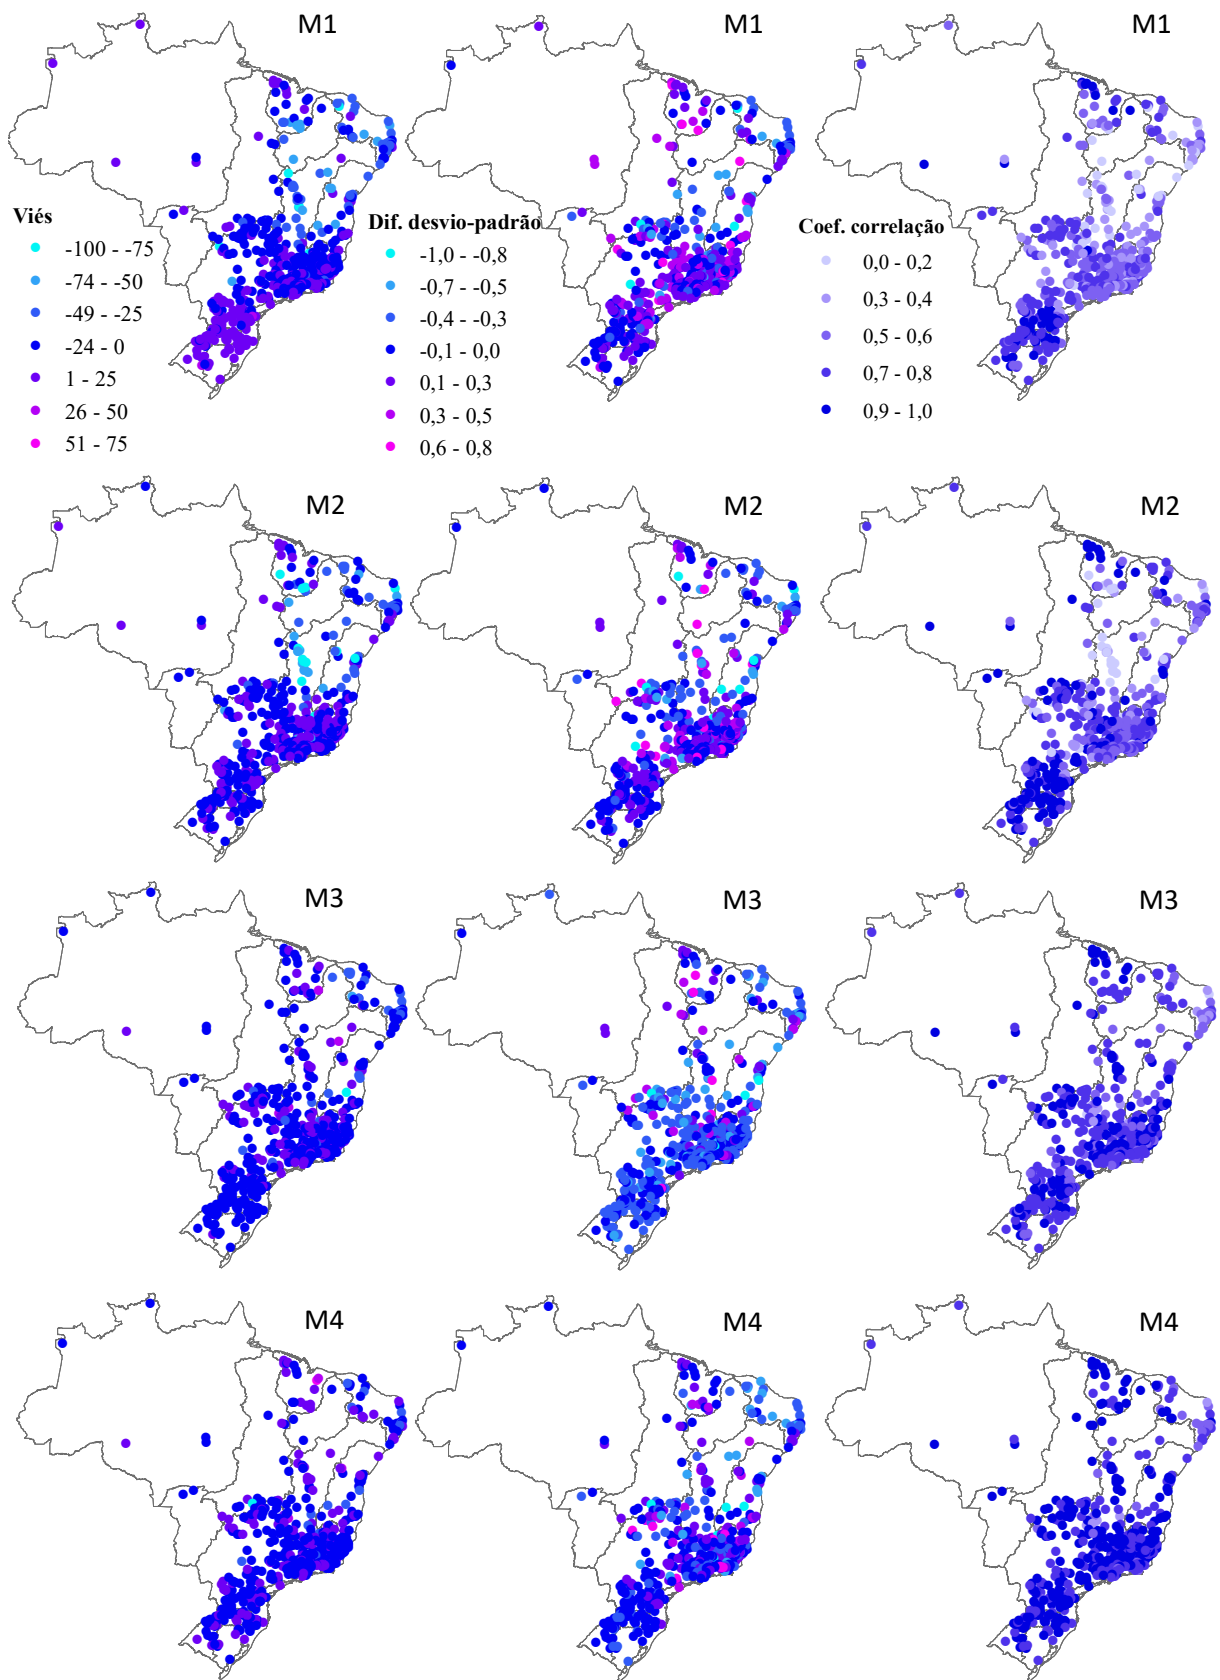 M1
M1
M1
Viés
-100 - -75
-74 - -50
-49 - -25
-24 - 0
1 - 25
26 - 50
51 - 75
Dif. desvio-padrão
-1,0 - -0,8
-0,7 - -0,5
-0,4 - -0,3
-0,1 - 0,0
0,1 - 0,3
0,3 - 0,5
0,6 - 0,8
Coef. correlação
0,0 - 0,2
0,3 - 0,4
0,5 - 0,6
0,7 - 0,8
0,9 - 1,0
M2
M2
M2
M3
M3
M3
M4
M4
M4